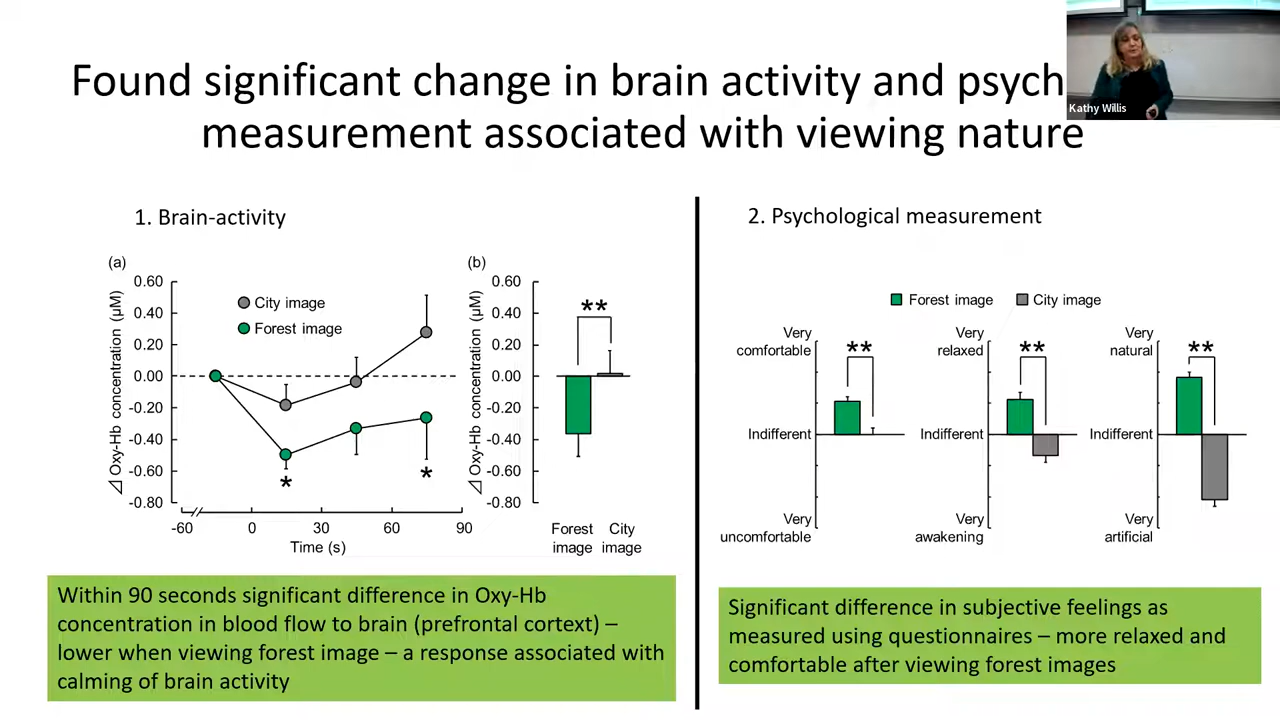 Found significant change in brain activity and psych
measurement associated with viewing nature
Kathy Willis
1. Brain-activity
(a)
⊿ Oxy-Hb concentration (μM)
0.60
0.40
0.20
0.00
-0.20
-0.40
-0.60
-0.80
City image
Forest image
*
*
-60
0
30
60
90
Time (s)
(b)
⊿ Oxy-Hb concentration (μM)
0.60
0.40
0.20
0.00
-0.20
-0.40
-0.60
-0.80
**
Forest City
image image
Within 90 seconds significant difference in Oxy-Hb
concentration in blood flow to brain (prefrontal cortex) –
lower when viewing forest image – a response associated with
calming of brain activity
2. Psychological measurement
Forest image
City image
Very
comfortable
**
Indifferent
Very
uncomfortable
Very
relaxed
**
Indifferent
Very
awakening
Very
natural
**
Indifferent
Very
artificial
Significant difference in subjective feelings as
measured using questionnaires – more relaxed and
comfortable after viewing forest images